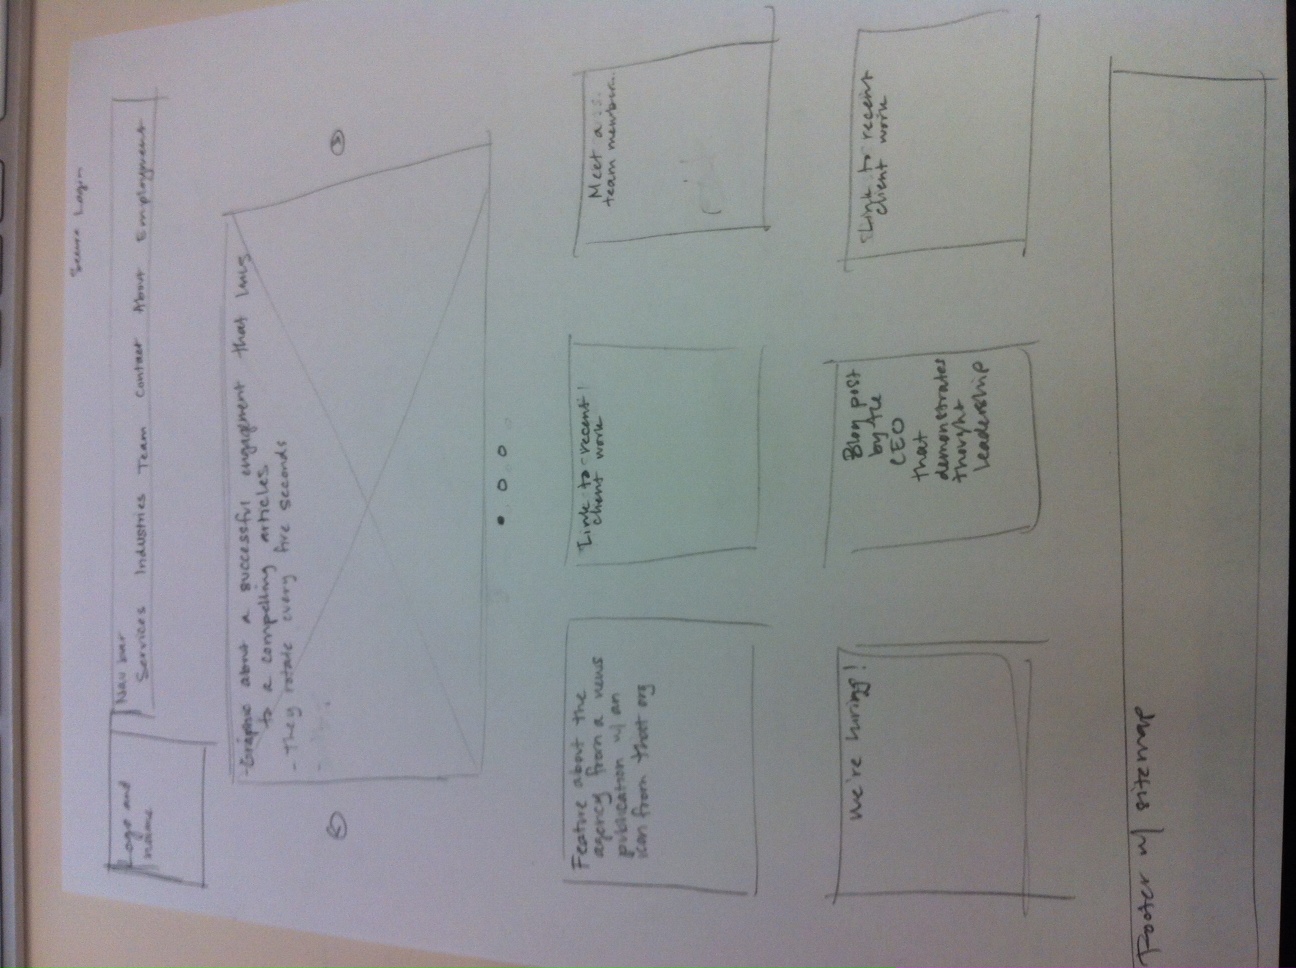 Secure Login
Logo and
name
Nav bar
Services Industries Team Contact About Employment
- Graphic about a successful engagement that links
to a compelling articles
- They rotate every five seconds
Feature about the
agency from a news
publication w/ an
icon from that org
Link to recent
client work
Meet a
team member...
We're hiring!
Blog post
by the
CEO
that
demonstrates
thought
leadership
Link to recent
client work
Footer w/ sitemap